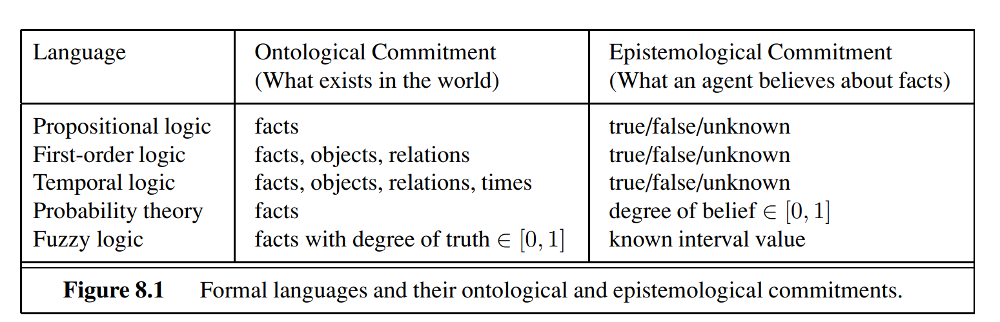 Language Ontological Commitment Epistemological Commitment
(What exists in the world) (What an agent believes about facts)
Propositional logic facts true/false/unknown
First-order logic facts, objects, relations true/false/unknown
Temporal logic facts, objects, relations, times true/false/unknown
Probability theory facts degree of belief ∈ [0, 1]
Fuzzy logic facts with degree of truth ∈ [0, 1] known interval value
Figure 8.1 Formal languages and their ontological and epistemological commitments.